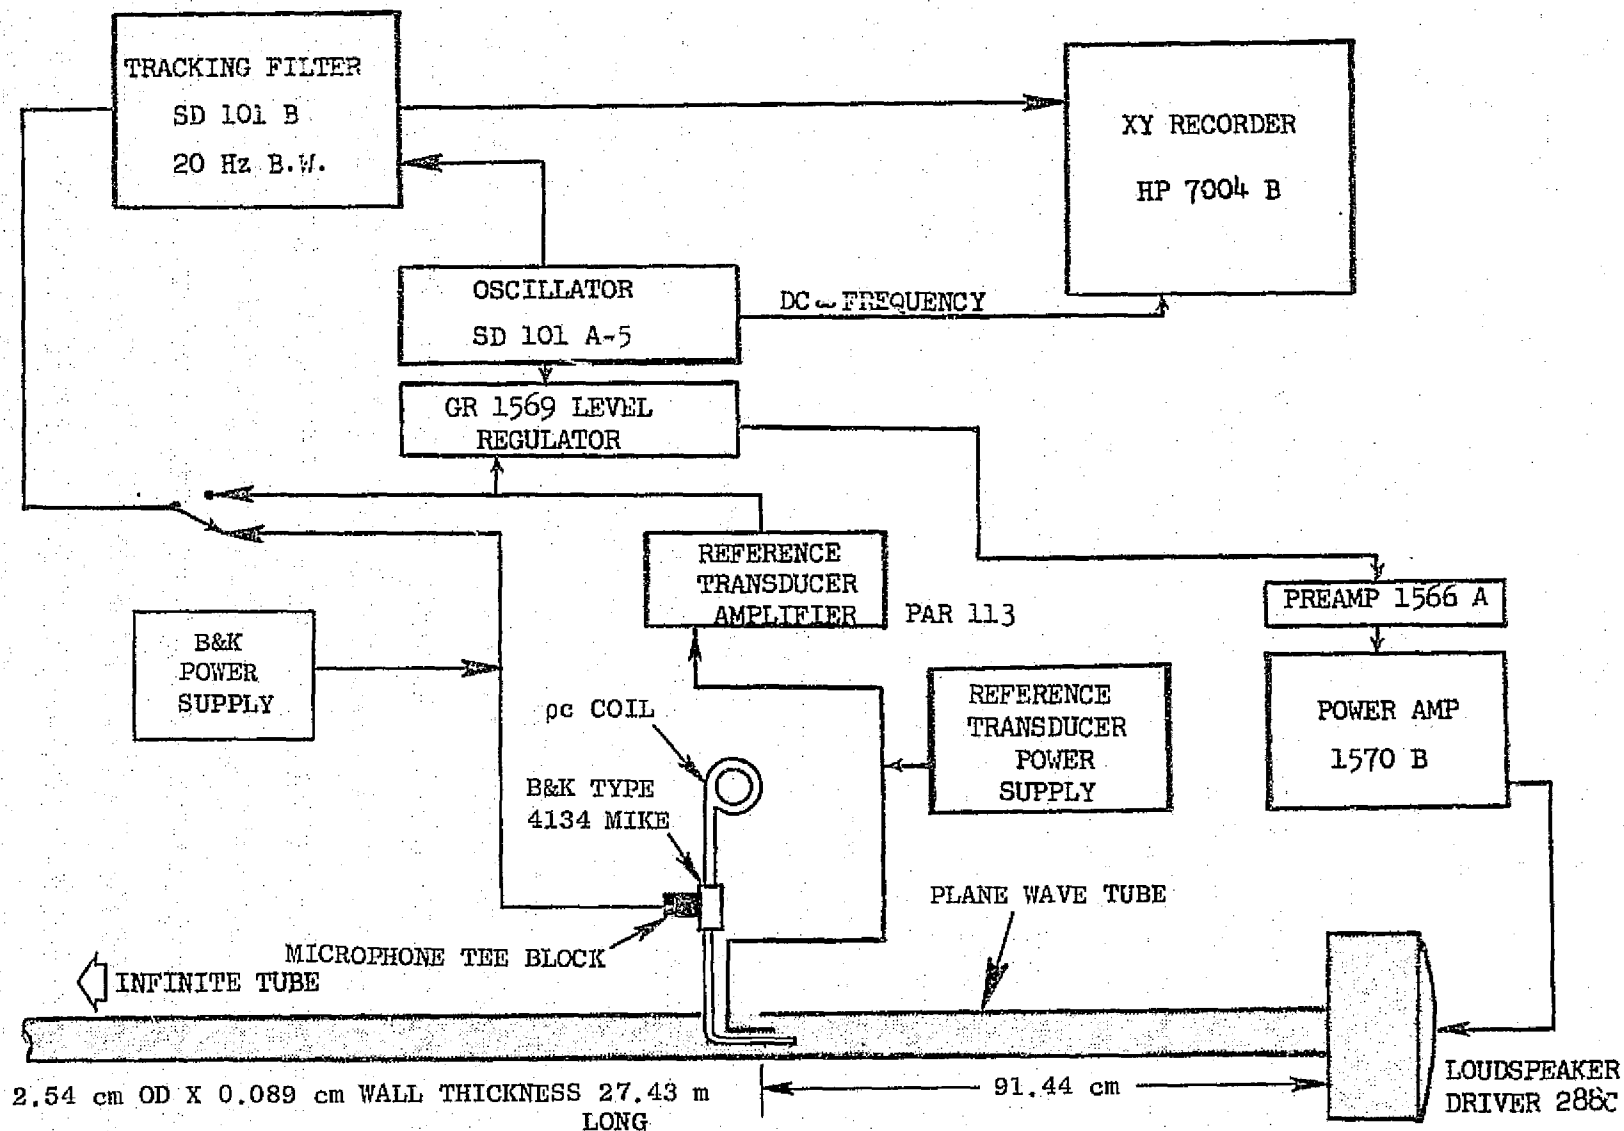 TRACKING FILTER
SD 101 B
20 Hz B.W.
XY RECORDER
HP 7004 B
OSCILLATOR
SD 101 A-5
DC ~ FREQUENCY
GR 1569 LEVEL
REGULATOR
REFERENCE
TRANSDUCER
AMPLIFIER
PAR 113
PREAMP 1566 A
B&K
POWER
SUPPLY
REFERENCE
TRANSDUCER
POWER
SUPPLY
POWER AMP
1570 B
ρc COIL
B&K TYPE
4134 MIKE
PLANE WAVE TUBE
MICROPHONE TEE BLOCK
INFINITE TUBE
2.54 cm OD X 0.089 cm WALL THICKNESS 27.43 m
LONG
91.44 cm
LOUDSPEAKER
DRIVER 288C